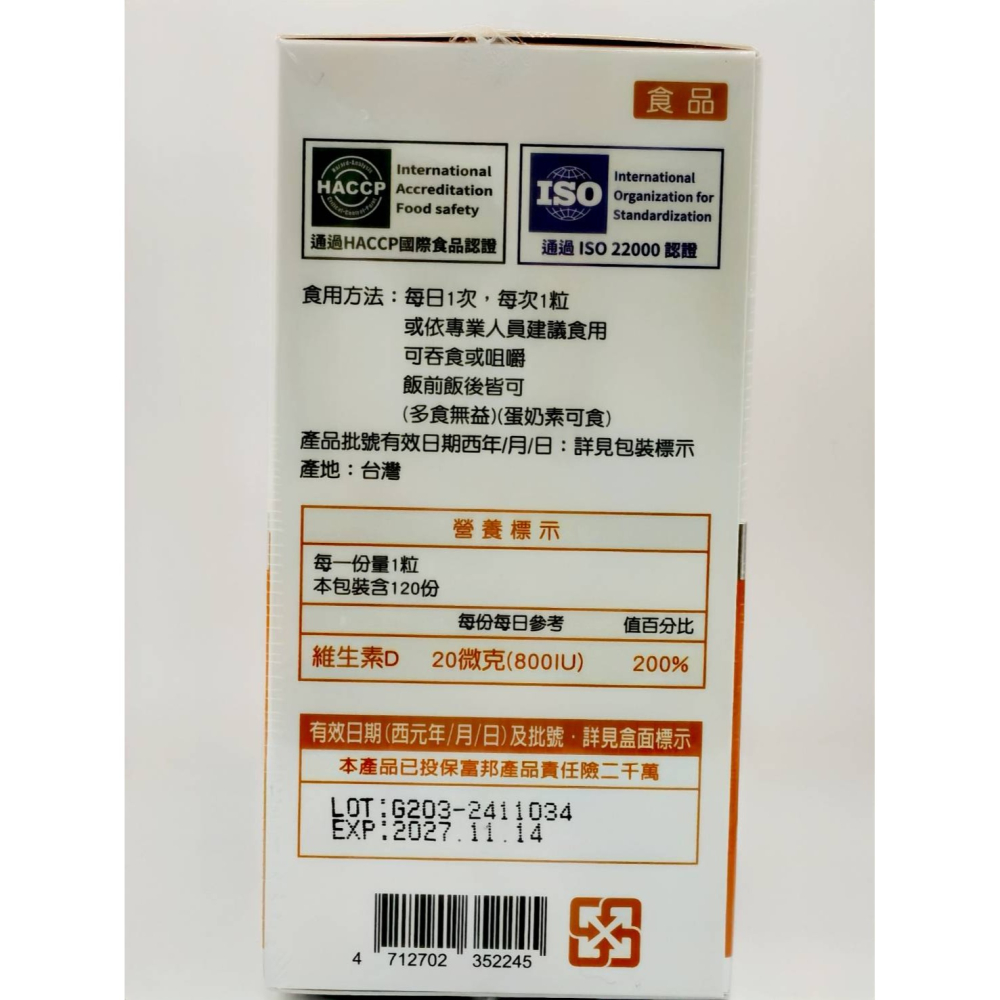 食品
HACCP
International
Accreditation
Food safety
通過HACCP國際食品認證
ISO
International
Organization for
Standardization
通過 ISO 22000 認證
食用方法：每日1次，每次1粒
或依專業人員建議食用
可吞食或咀嚼
飯前飯後皆可
(多食無益)(蛋奶素可食)
產品批號有效日期西年/月/日：詳見包裝標示
產地：台灣
營養標示
每一份量1粒
本包裝含120份
每份每日參考 值百分比
維生素D 20微克(800IU) 200%
有效日期(西元年/月/日)及批號，詳見盒面標示
本產品已投保富邦產品責任險二千萬
LOT:G203-2411034
EXP:2027.11.14
4 712702 352245